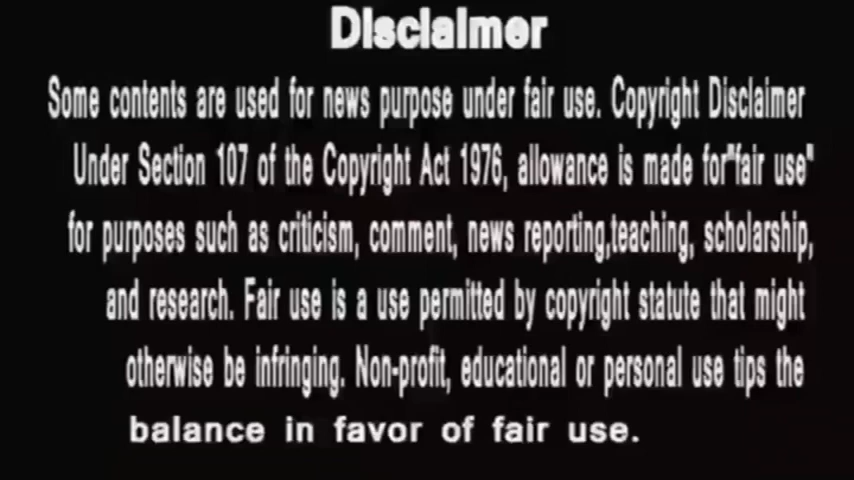 Disclaimer
Some contents are used for news purpose under fair use. Copyright Disclaimer
Under Section 107 of the Copyright Act 1976, allowance is made for"fair use"
for purposes such as criticism, comment, news reporting,teaching, scholarship,
and research. Fair use is a use permitted by copyright statute that might
otherwise be infringing. Non-profit, educational or personal use tips the
balance in favor of fair use.